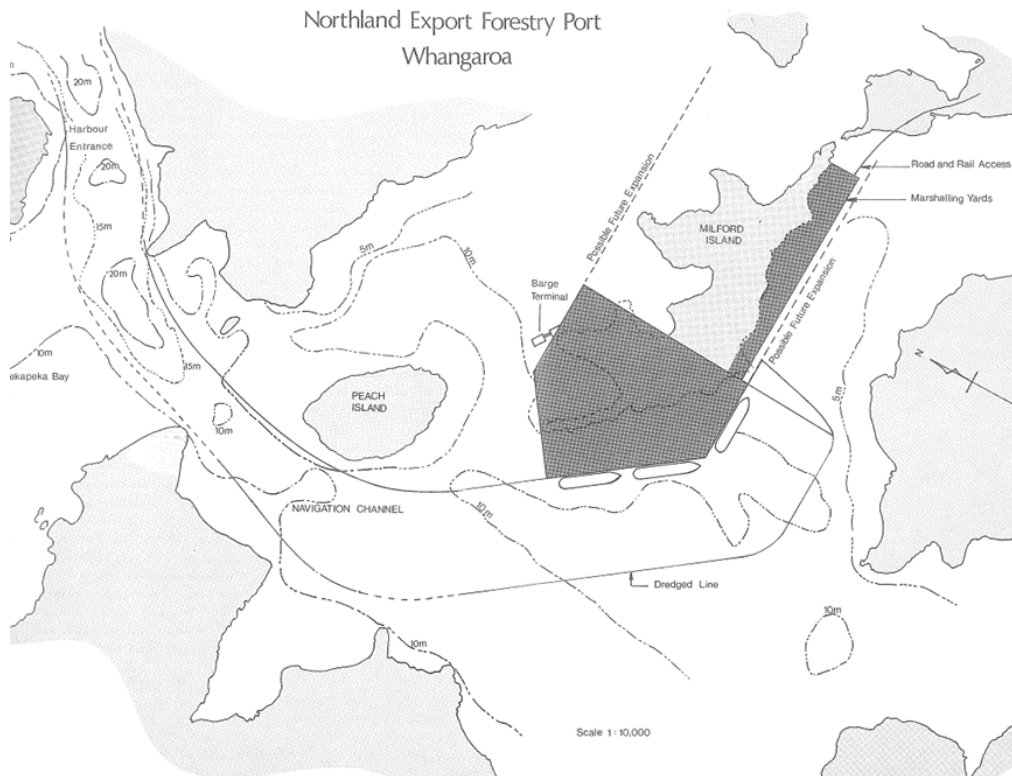 Northland Export Forestry Port
Whangaroa
20m
Harbour
Entrance
20m
15m
20m
15m
10m
ekapeka Bay
10m
5m
10m
PEACH
ISLAND
NAVIGATION CHANNEL
10m
Barge
Terminal
Possible Future Expansion
MILFORD
ISLAND
Road and Rail Access
Marshalling Yards
Possible Future Expansion
5m
N
Dredged Line
10m
10m
Scale 1:10,000